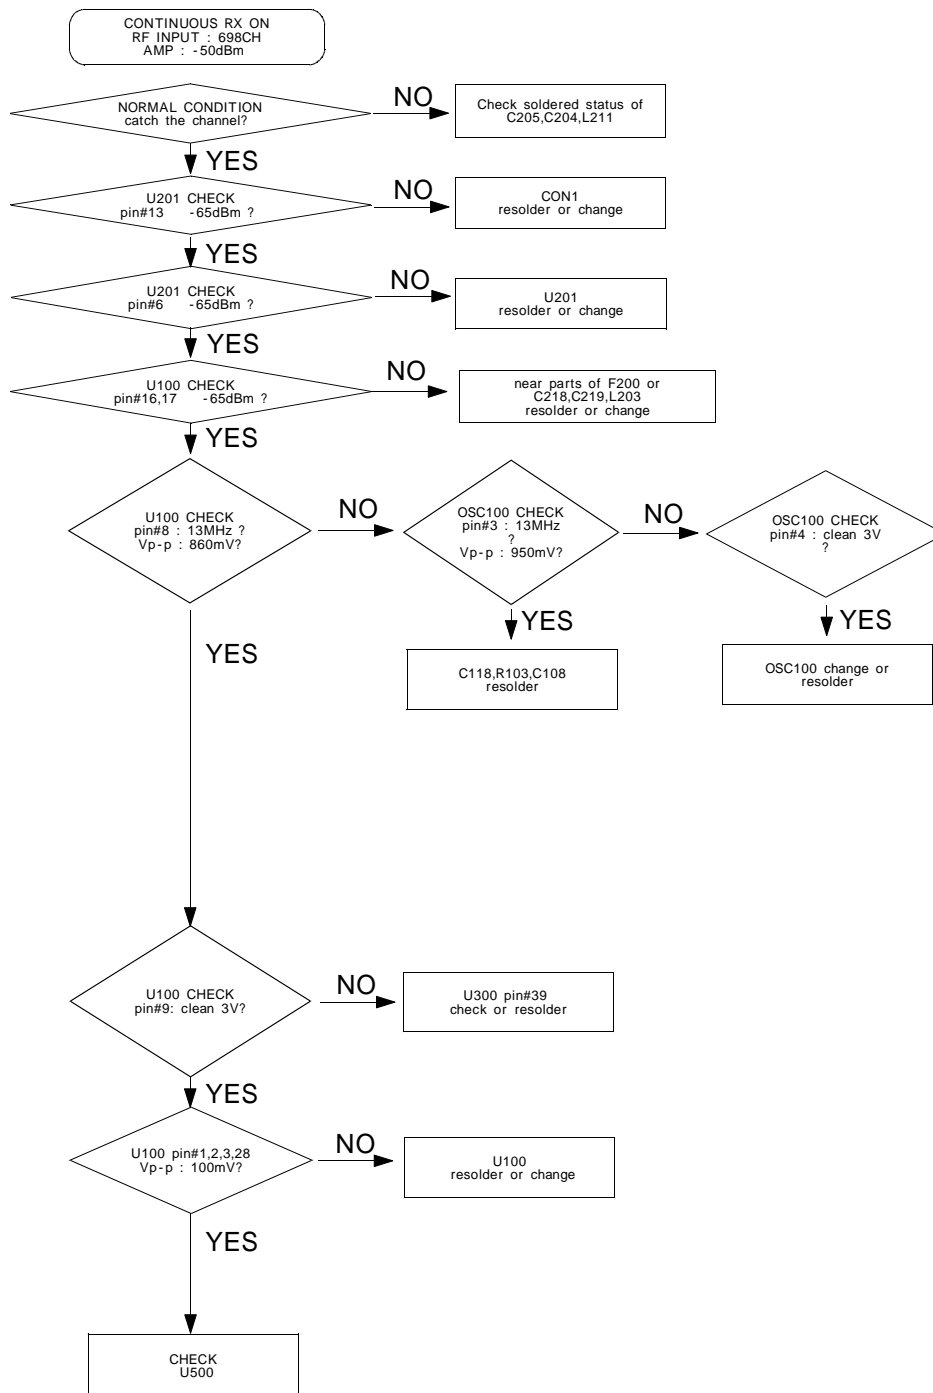 CONTINUOUS RX ON
RF INPUT : 698CH
AMP : -50dBm
NORMAL CONDITION
catch the channel?
NO
Check soldered status of
C205,C204,L211
YES
U201 CHECK
pin#13 -65dBm ?
NO
CON1
resolder or change
YES
U201 CHECK
pin#6 -65dBm ?
NO
U201
resolder or change
YES
U100 CHECK
pin#16,17 -65dBm ?
NO
near parts of F200 or
C218,C219,L203
resolder or change
YES
U100 CHECK
pin#8 : 13MHz ?
Vp-p : 860mV?
NO
OSC100 CHECK
pin#3 : 13MHz
?
Vp-p : 950mV?
NO
OSC100 CHECK
pin#4 : clean 3V
?
YES
YES
YES
C118,R103,C108
resolder
OSC100 change or
resolder
U100 CHECK
pin#9: clean 3V?
NO
U300 pin#39
check or resolder
YES
U100 pin#1,2,3,28
Vp-p : 100mV?
NO
U100
resolder or change
YES
CHECK
U500